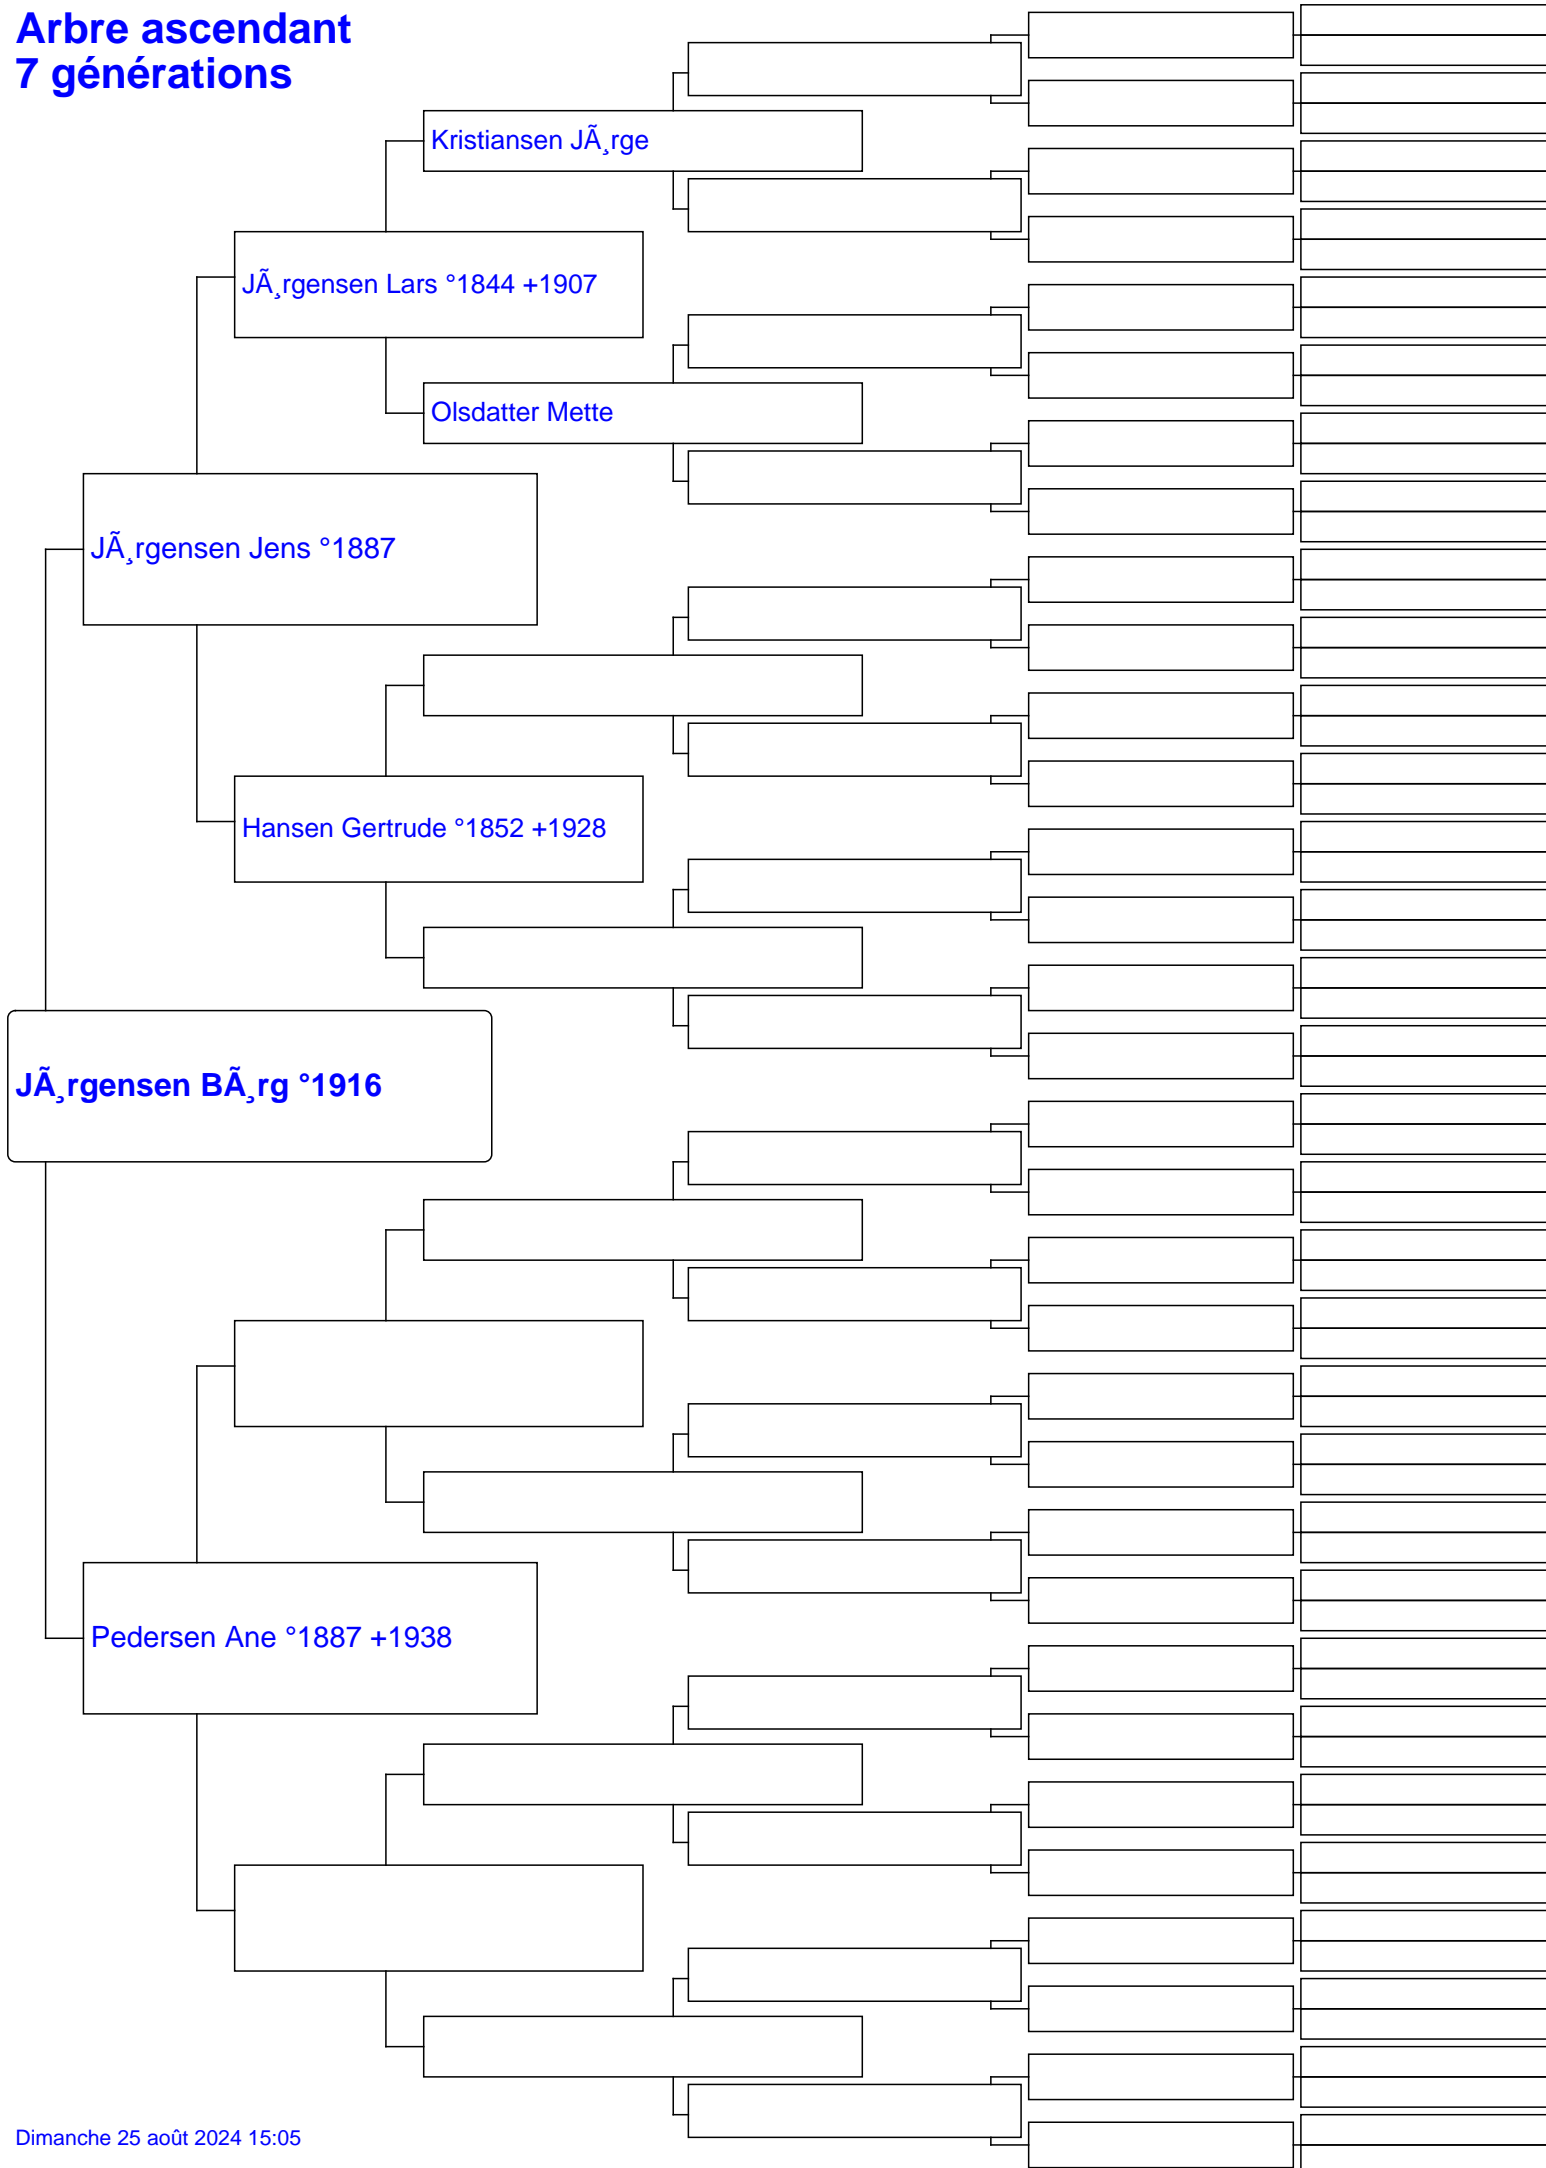 Arbre ascendant
7 générations
Kristiansen JÃ¸rge
JÃ¸rgensen Lars °1844 +1907
Olsdatter Mette
JÃ¸rgensen Jens °1887
Hansen Gertrude °1852 +1928
JÃ¸rgensen BÃ¸rg °1916
Pedersen Ane °1887 +1938
Dimanche 25 août 2024 15:05